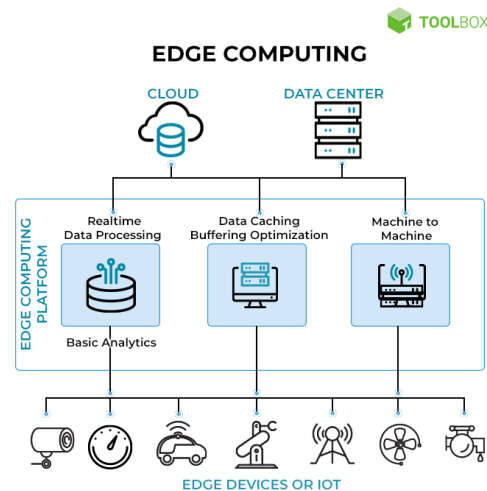 TOOLBOX
EDGE COMPUTING
CLOUD
DATA CENTER
EDGE COMPUTING
PLATFORM
Realtime
Data Processing
Data Caching
Buffering Optimization
Machine to
Machine
Basic Analytics
EDGE DEVICES OR IOT